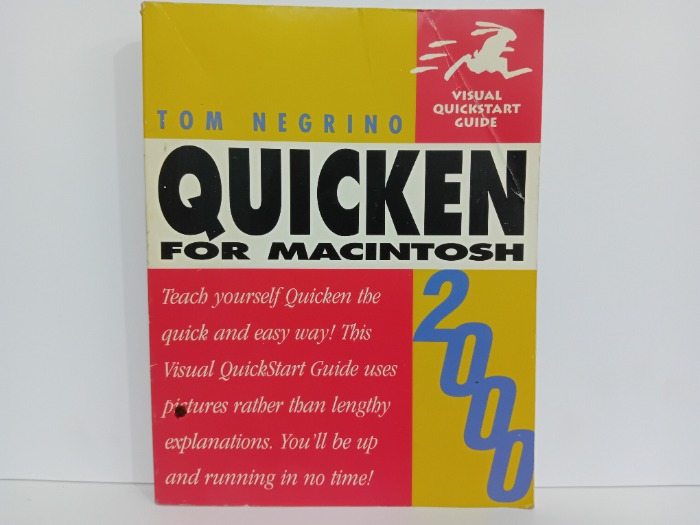 VISUAL
QUICKSTART
GUIDE
TOM NEGRINO
QUICKEN
FOR MACINTOSH
2000
Teach yourself Quicken the
quick and easy way! This
Visual QuickStart Guide uses
pictures rather than lengthy
explanations. You'll be up
and running in no time!